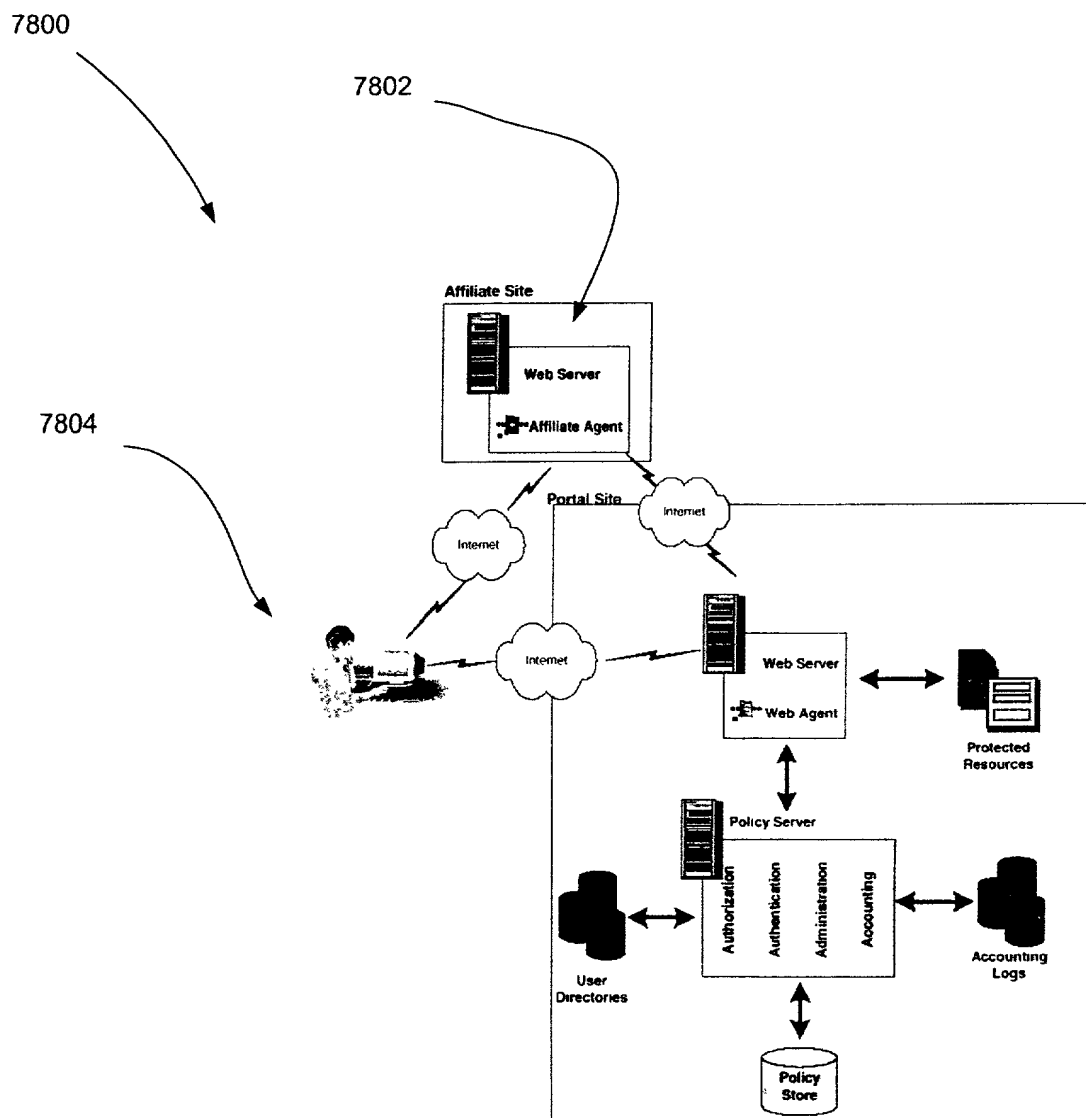 7800
7802
Affiliate Site
Web Server
Affiliate Agent
7804
Portal Site
Internet
Internet
Internet
Web Server
Web Agent
Protected
Resources
Policy Server
Authorization
Authentication
Administration
Accounting
User
Directories
Accounting
Logs
Policy
Store